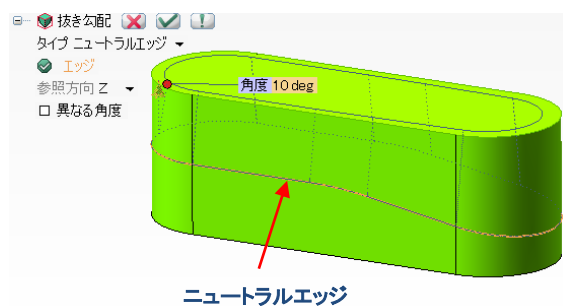 抜き勾配
タイプ ニュートラルエッジ
エッジ
参照方向 Z
異なる角度
角度 10 deg
ニュートラルエッジ